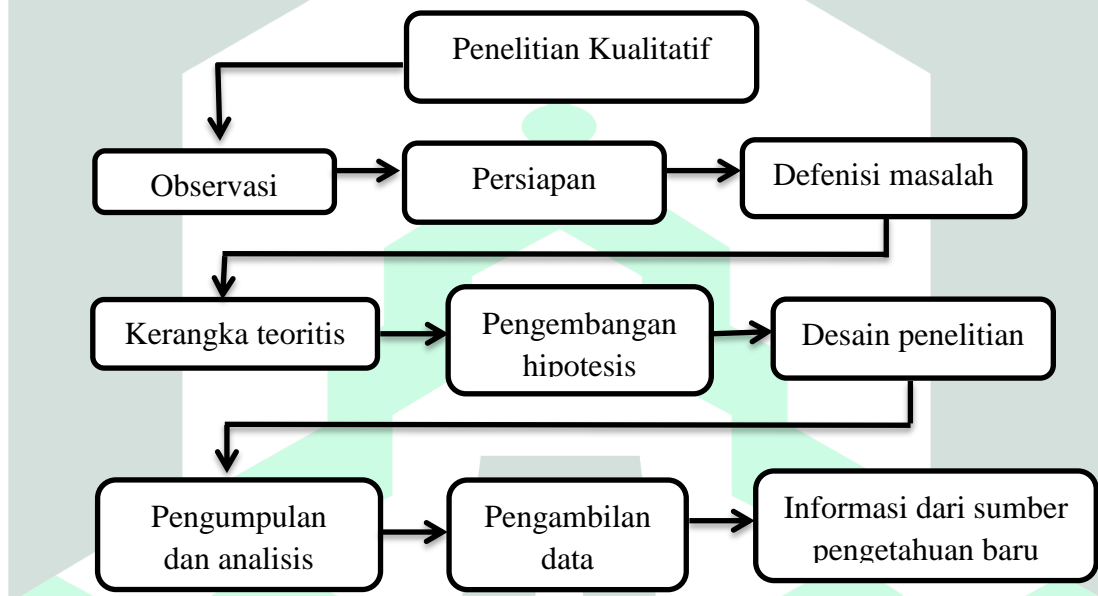 Penelitian Kualitatif
Observasi
Persiapan
Defenisi masalah
Kerangka teoritis
Pengembangan
hipotesis
Desain penelitian
Pengumpulan
dan analisis
Pengambilan
data
Informasi dari sumber
pengetahuan baru